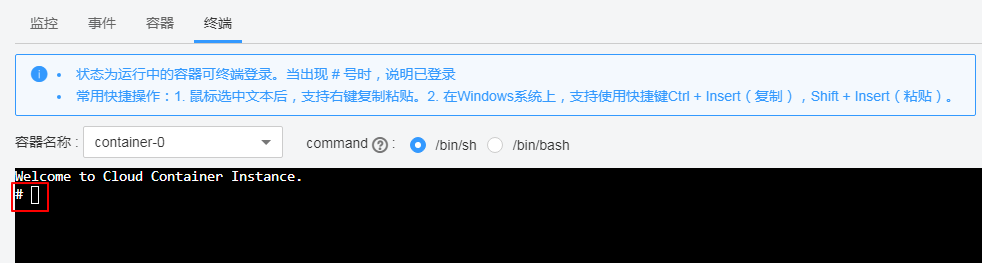 监控 事件 容器 终端
状态为运行中的容器可终端登录。当出现 # 号时，说明已登录
常用快捷操作：1. 鼠标选中文本后，支持右键复制粘贴。2. 在Windows系统上，支持使用快捷键Ctrl + Insert（复制），Shift + Insert（粘贴）。
容器名称： container-0 command ? : /bin/sh /bin/bash
Welcome to Cloud Container Instance.
#